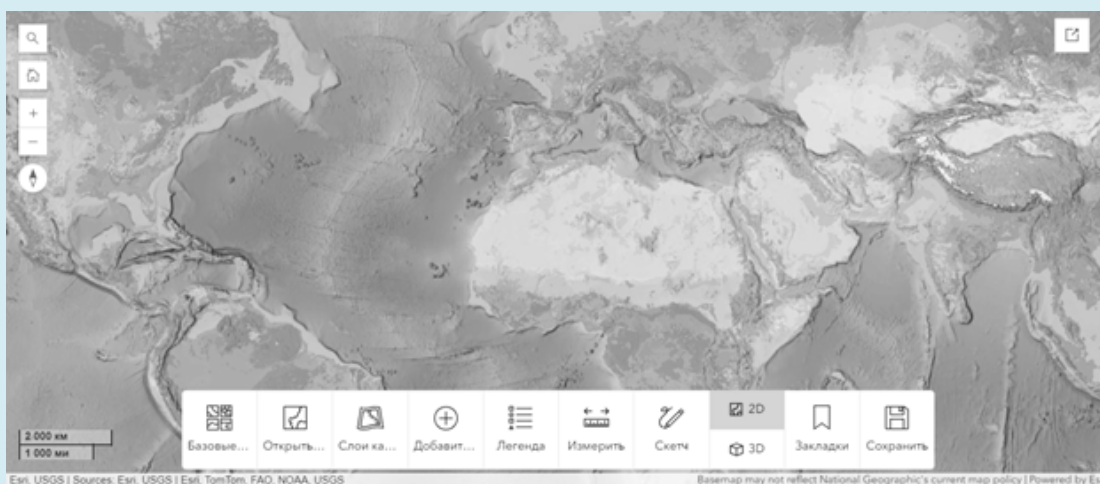 2D
Базовые... Открыть... Слои ка... Добавит... Легенда Измерить Скетч 3D Закладки Сохранить
2 000 км
1 000 ми
Esri, USGS | Sources: Esri, USGS | Esri, TomTom, FAO, NOAA, USGS Basemap may not reflect National Geographic's current map policy | Powered by Es